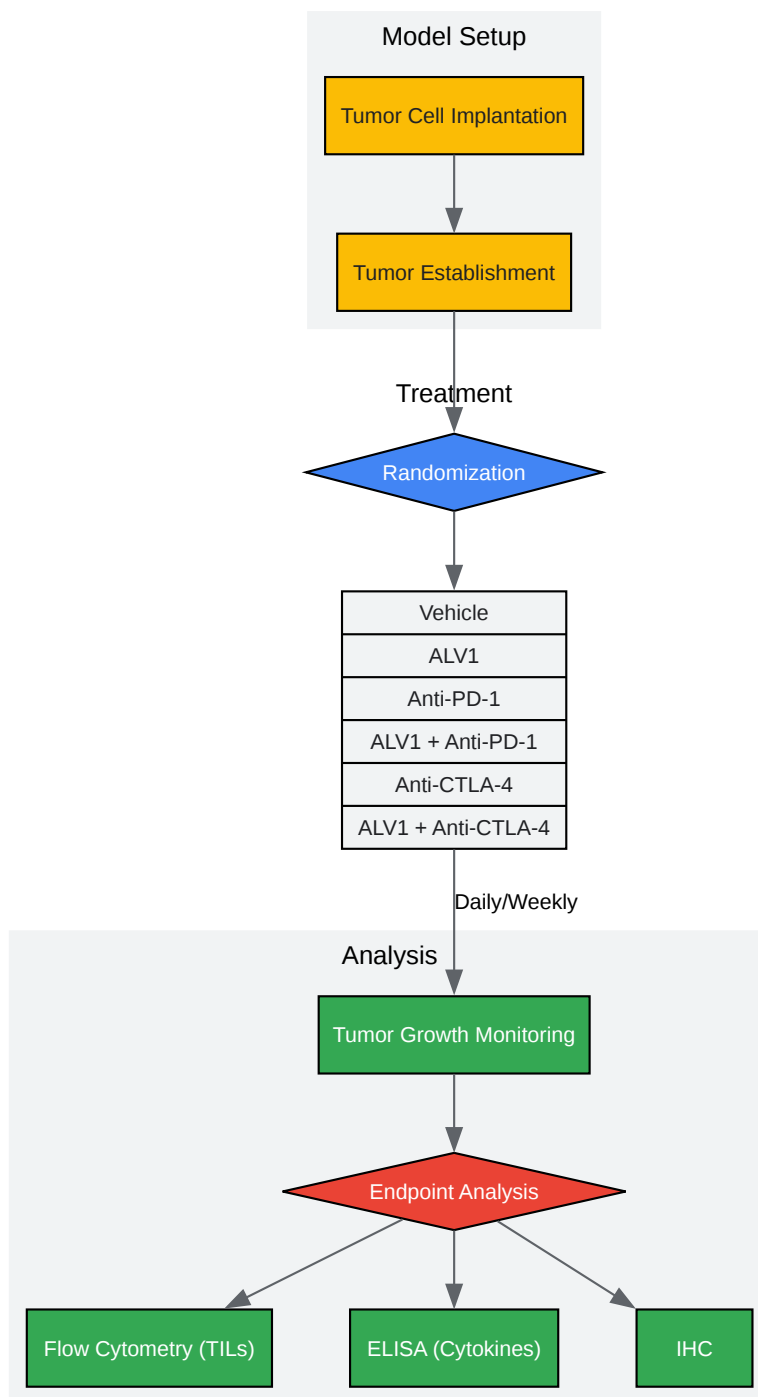 Model Setup
Tumor Cell Implantation
Tumor Establishment
Treatment
Randomization
Vehicle
ALV1
Anti-PD-1
ALV1 + Anti-PD-1
Anti-CTLA-4
ALV1 + Anti-CTLA-4
Daily/Weekly
Analysis
Tumor Growth Monitoring
Endpoint Analysis
Flow Cytometry (TILs)
ELISA (Cytokines)
IHC